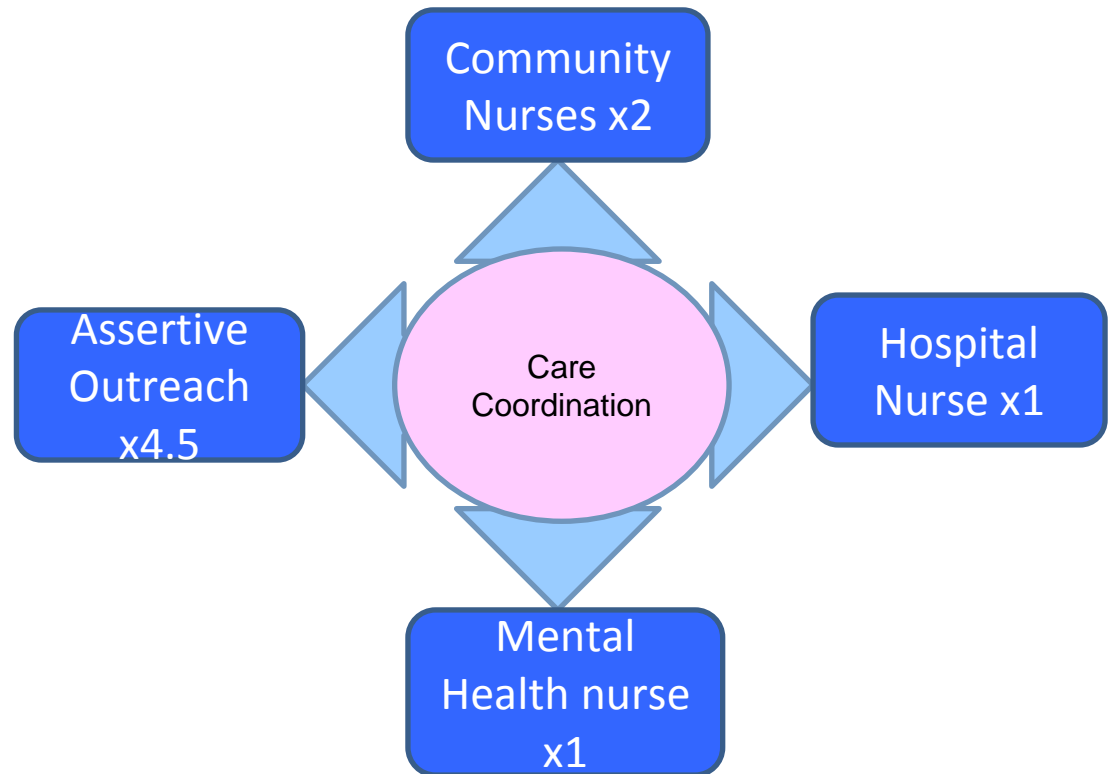 Community
Nurses x2
Assertive
Outreach
x4.5
Care
Coordination
Hospital
Nurse x1
Mental
Health nurse
x1